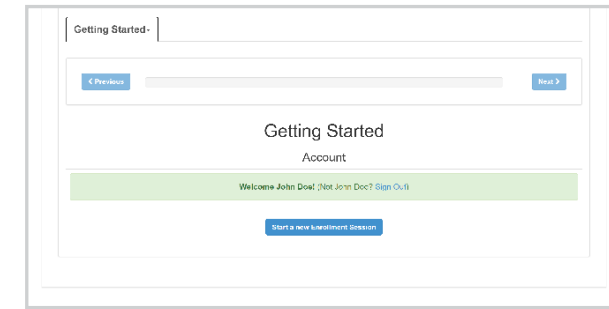 Getting Started
Previous
Next
Getting Started
Account
Welcome John Doe! (Not John Doe? Sign Out)
Start a new Enrollment Session